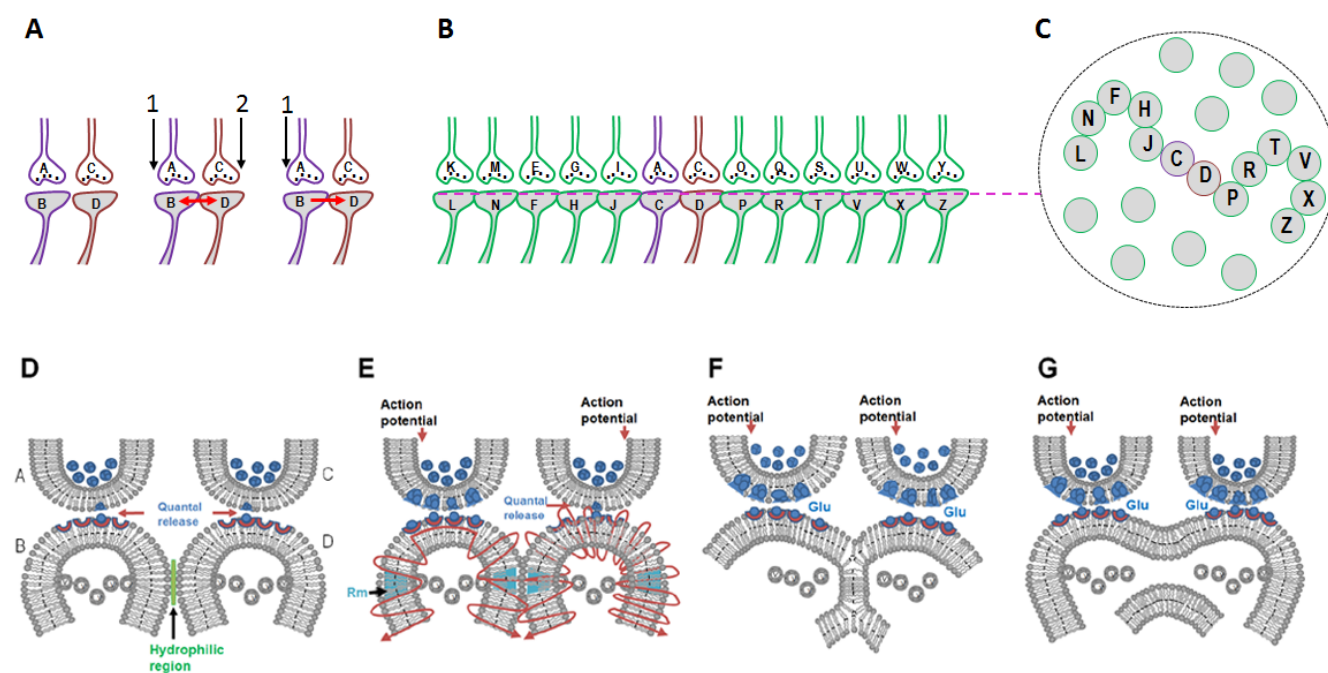 A
B
C
1
2
1
A
C
A
C
A
C
B
D
B
D
B
D
K M E G I A C O Q S U W Y
L N F H J C D P R T V X Z
F
N
H
L
J
C
D
P
R
T
V
X
Z
D
E
F
G
Action
potential
Action
potential
Action
potential
Action
potential
Action
potential
Action
potential
A
C
Quantal
release
B
D
Hydrophilic
region
Quantal
release
Rm
Glu
Glu
Glu
Glu